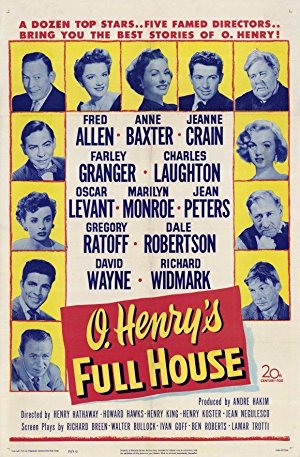 A DOZEN TOP STARS..FIVE FAMED DIRECTORS..
BRING YOU THE BEST STORIES OF O. HENRY!
FRED ANNE JEANNE
ALLEN · BAXTER · CRAIN
FARLEY CHARLES
GRANGER · LAUGHTON
OSCAR MARILYN JEAN
LEVANT · MONROE · PETERS
GREGORY DALE
RATOFF · ROBERTSON
DAVID RICHARD
WAYNE · WIDMARK
O. Henry's
FULL HOUSE
20th
CENTURY-FOX
Produced by ANDRE HAKIM
Directed by HENRY HATHAWAY · HOWARD HAWKS · HENRY KING · HENRY KOSTER · JEAN NEGULESCO
Screen Plays by RICHARD BREEN · WALTER BULLOCK · IVAN GOFF · BEN ROBERTS · LAMAR TROTTI